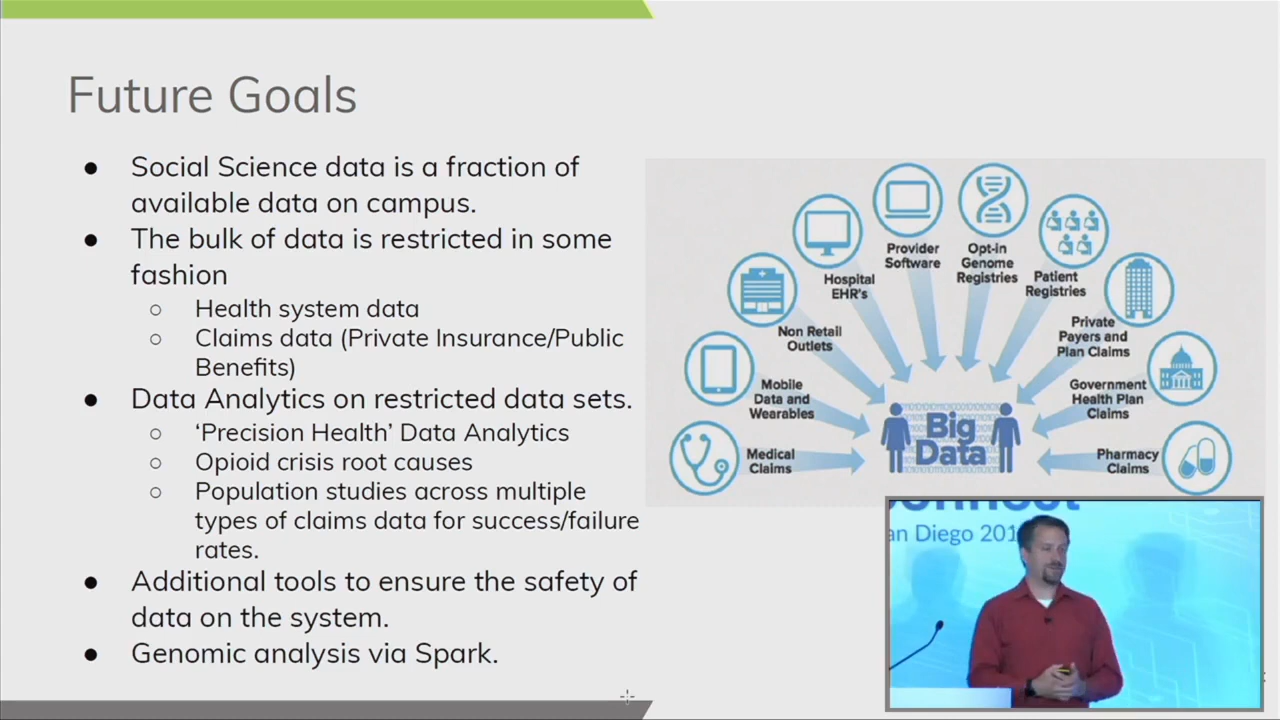 Future Goals
● Social Science data is a fraction of
available data on campus.
● The bulk of data is restricted in some
fashion
○ Health system data
○ Claims data (Private Insurance/Public
Benefits)
● Data Analytics on restricted data sets.
○ ‘Precision Health’ Data Analytics
○ Opioid crisis root causes
○ Population studies across multiple
types of claims data for success/failure
rates.
● Additional tools to ensure the safety of
data on the system.
● Genomic analysis via Spark.
Medical
Claims
Mobile
Data and
Wearables
Non Retail
Outlets
Hospital
EHR's
Provider
Software
Opt-in
Genome
Registries
Patient
Registries
Private
Payers and
Plan Claims
Government
Health Plan
Claims
Pharmacy
Claims
Big
Data
onnect
an Diego 201